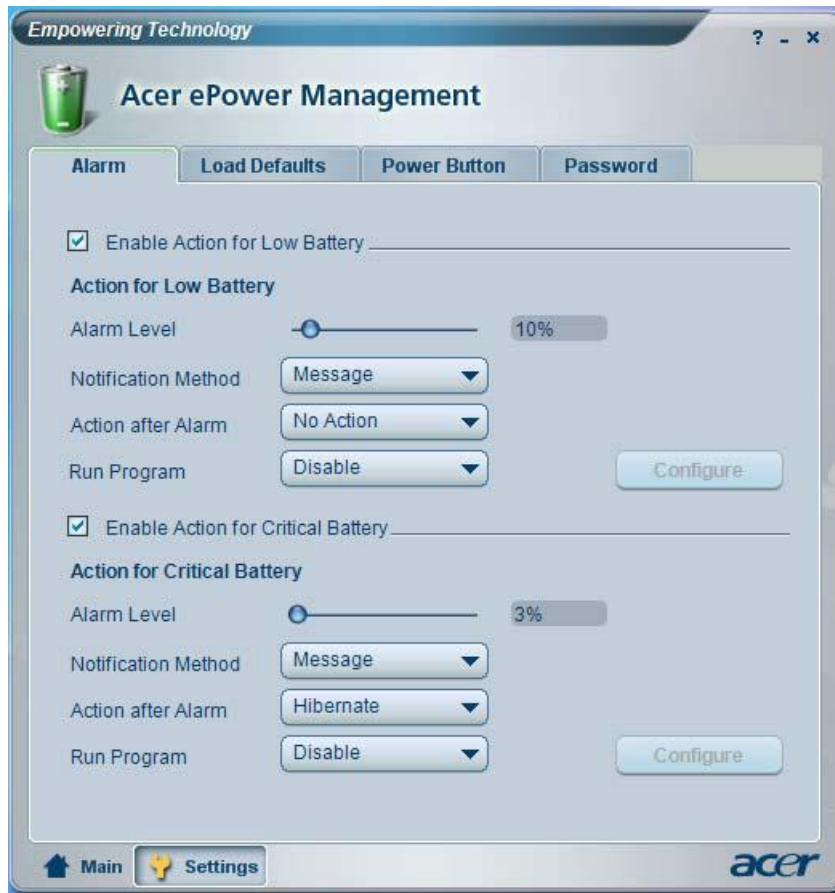 Empowering Technology
? - ×
Acer ePower Management
Alarm Load Defaults Power Button Password
Enable Action for Low Battery
Action for Low Battery
Alarm Level 10%
Notification Method Message
Action after Alarm No Action
Run Program Disable Configure
Enable Action for Critical Battery
Action for Critical Battery
Alarm Level 3%
Notification Method Message
Action after Alarm Hibernate
Run Program Disable Configure
Main Settings acer